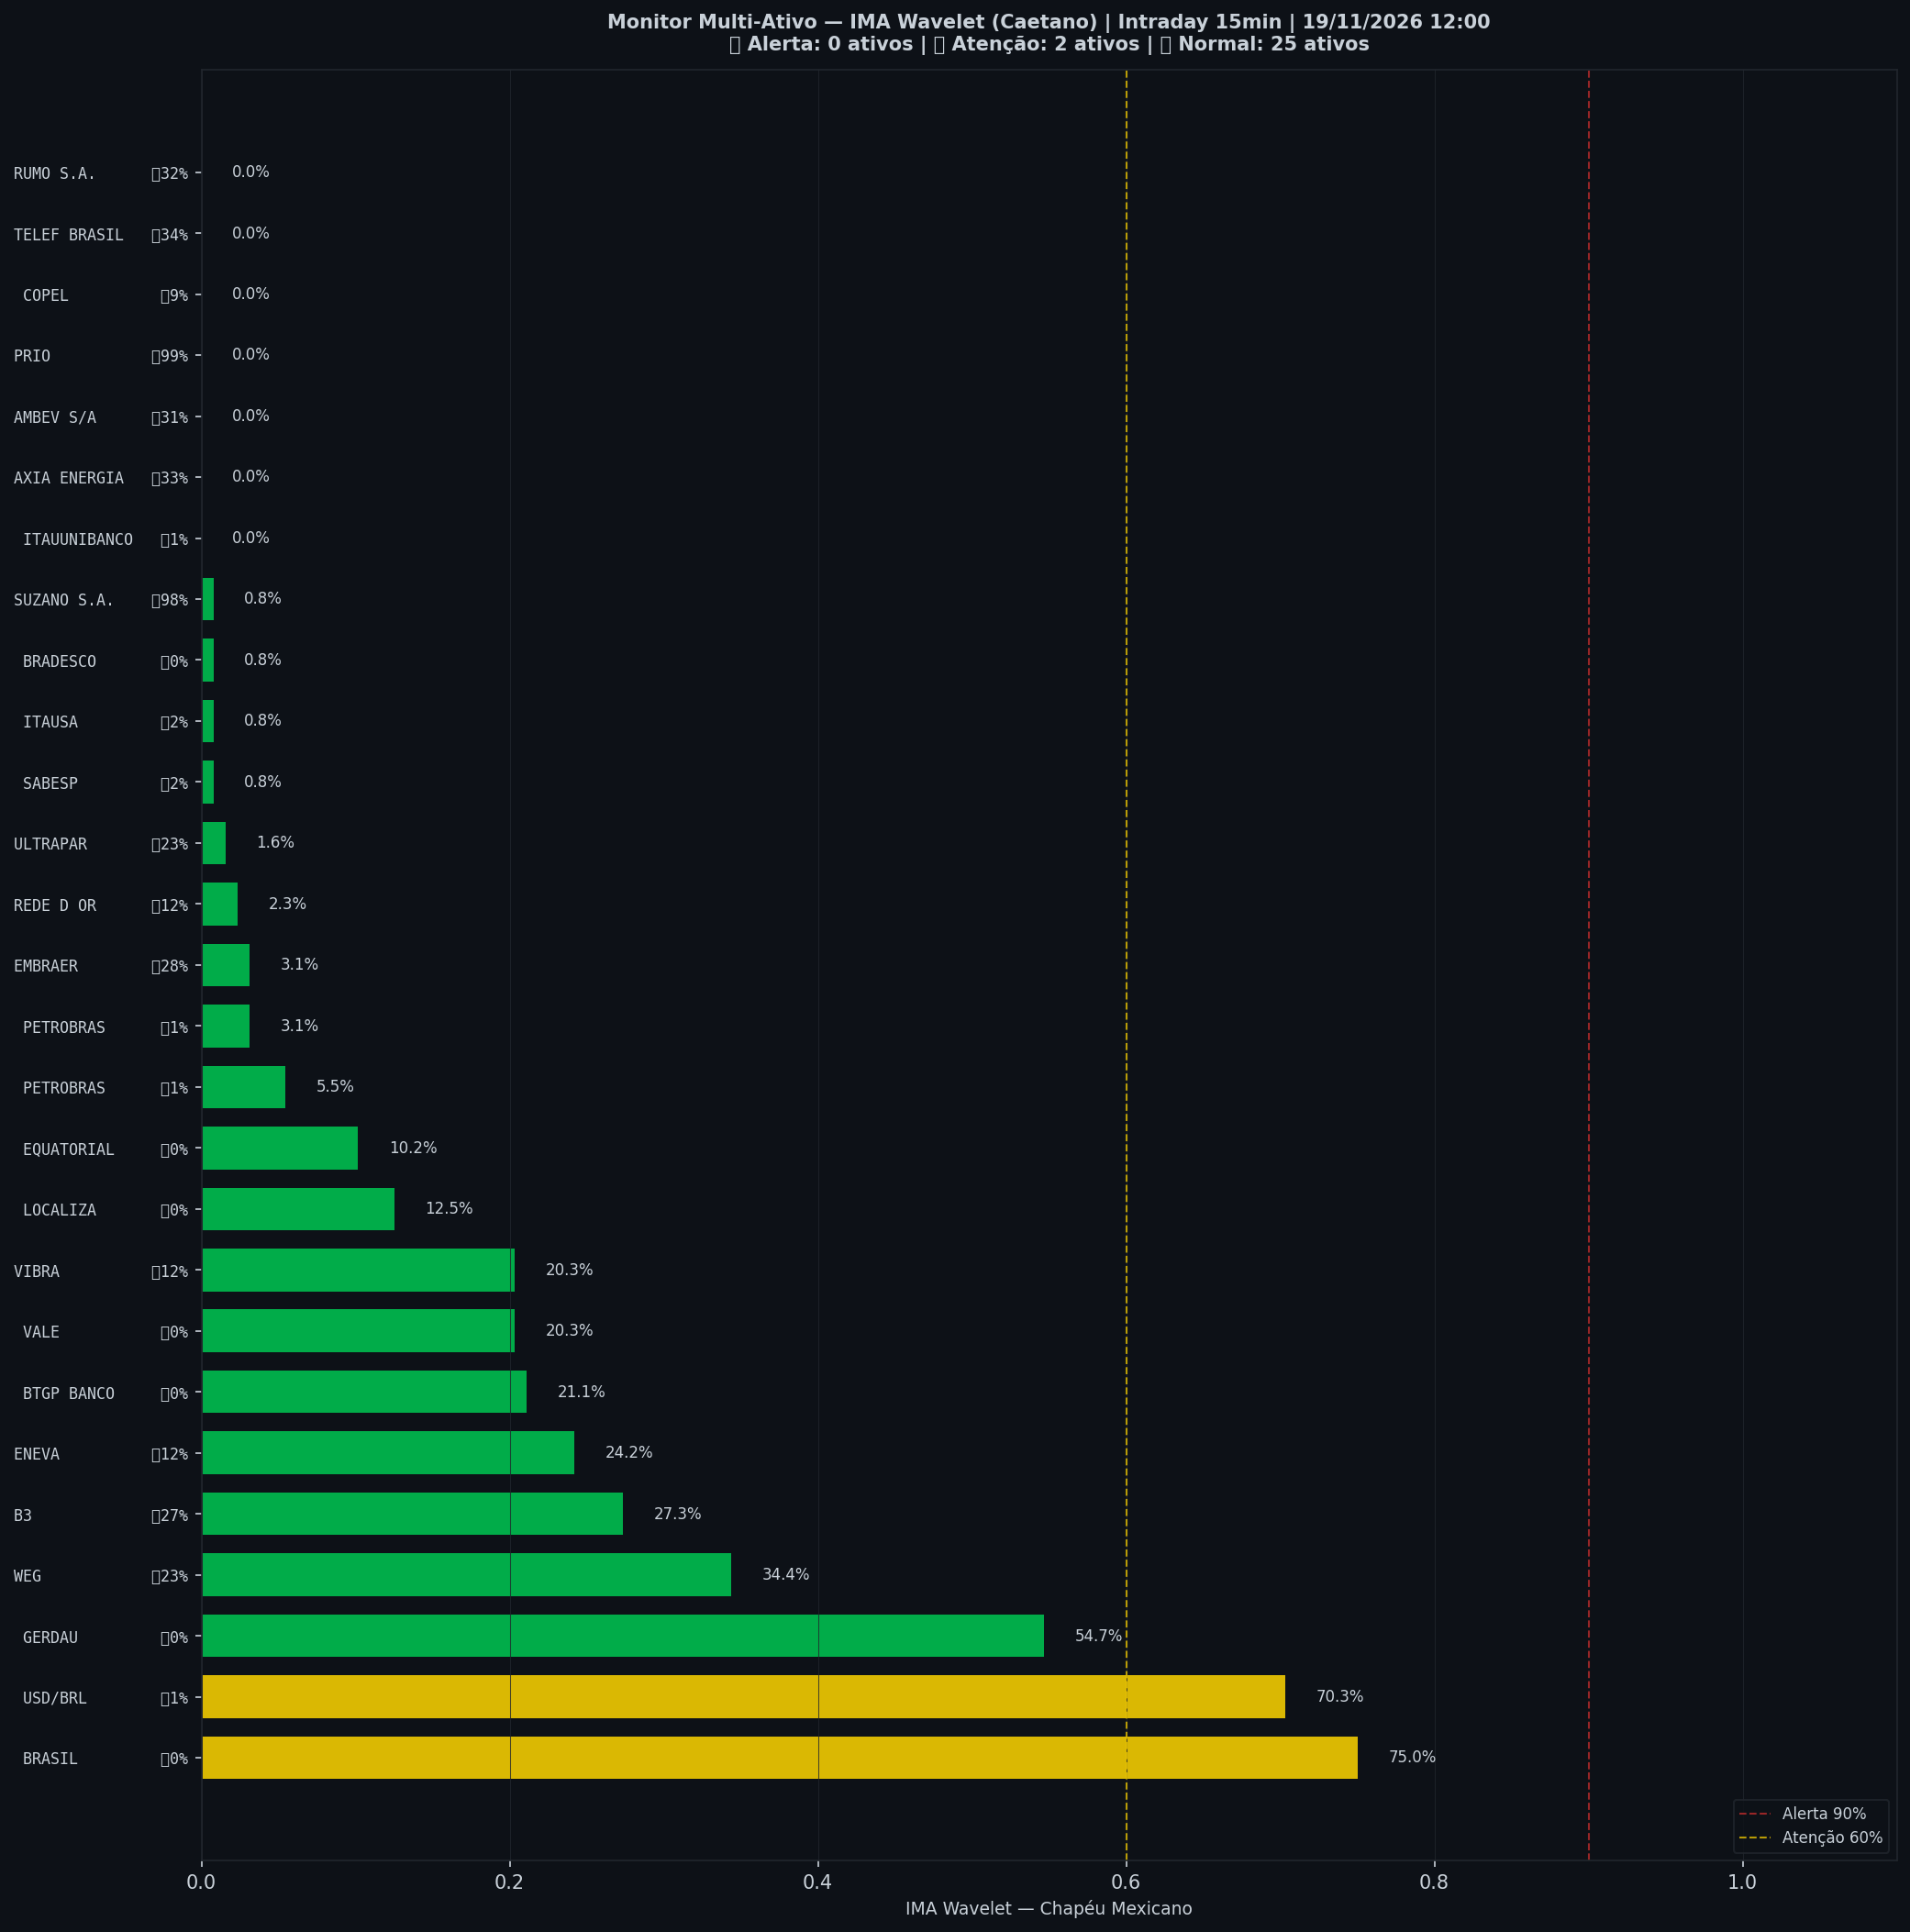 Monitor Multi-Ativo — IMA Wavelet (Caetano) | Intraday 15min | 19/11/2026 12:00
▯ Alerta: 0 ativos | ▯ Atenção: 2 ativos | ▯ Normal: 25 ativos
RUMO S.A. ▯32% 0.0%
TELEF BRASIL ▯34% 0.0%
COPEL ▯9% 0.0%
PRIO ▯99% 0.0%
AMBEV S/A ▯31% 0.0%
AXIA ENERGIA ▯33% 0.0%
ITAUUNIBANCO ▯1% 0.0%
SUZANO S.A. ▯98% 0.8%
BRADESCO ▯0% 0.8%
ITAUSA ▯2% 0.8%
SABESP ▯2% 0.8%
ULTRAPAR ▯23% 1.6%
REDE D OR ▯12% 2.3%
EMBRAER ▯28% 3.1%
PETROBRAS ▯1% 3.1%
PETROBRAS ▯1% 5.5%
EQUATORIAL ▯0% 10.2%
LOCALIZA ▯0% 12.5%
VIBRA ▯12% 20.3%
VALE ▯0% 20.3%
BTGP BANCO ▯0% 21.1%
ENEVA ▯12% 24.2%
B3 ▯27% 27.3%
WEG ▯23% 34.4%
GERDAU ▯0% 54.7%
USD/BRL ▯1% 70.3%
BRASIL ▯0% 75.0%
Alerta 90%
Atenção 60%
0.0 0.2 0.4 0.6 0.8 1.0
IMA Wavelet — Chapéu Mexicano